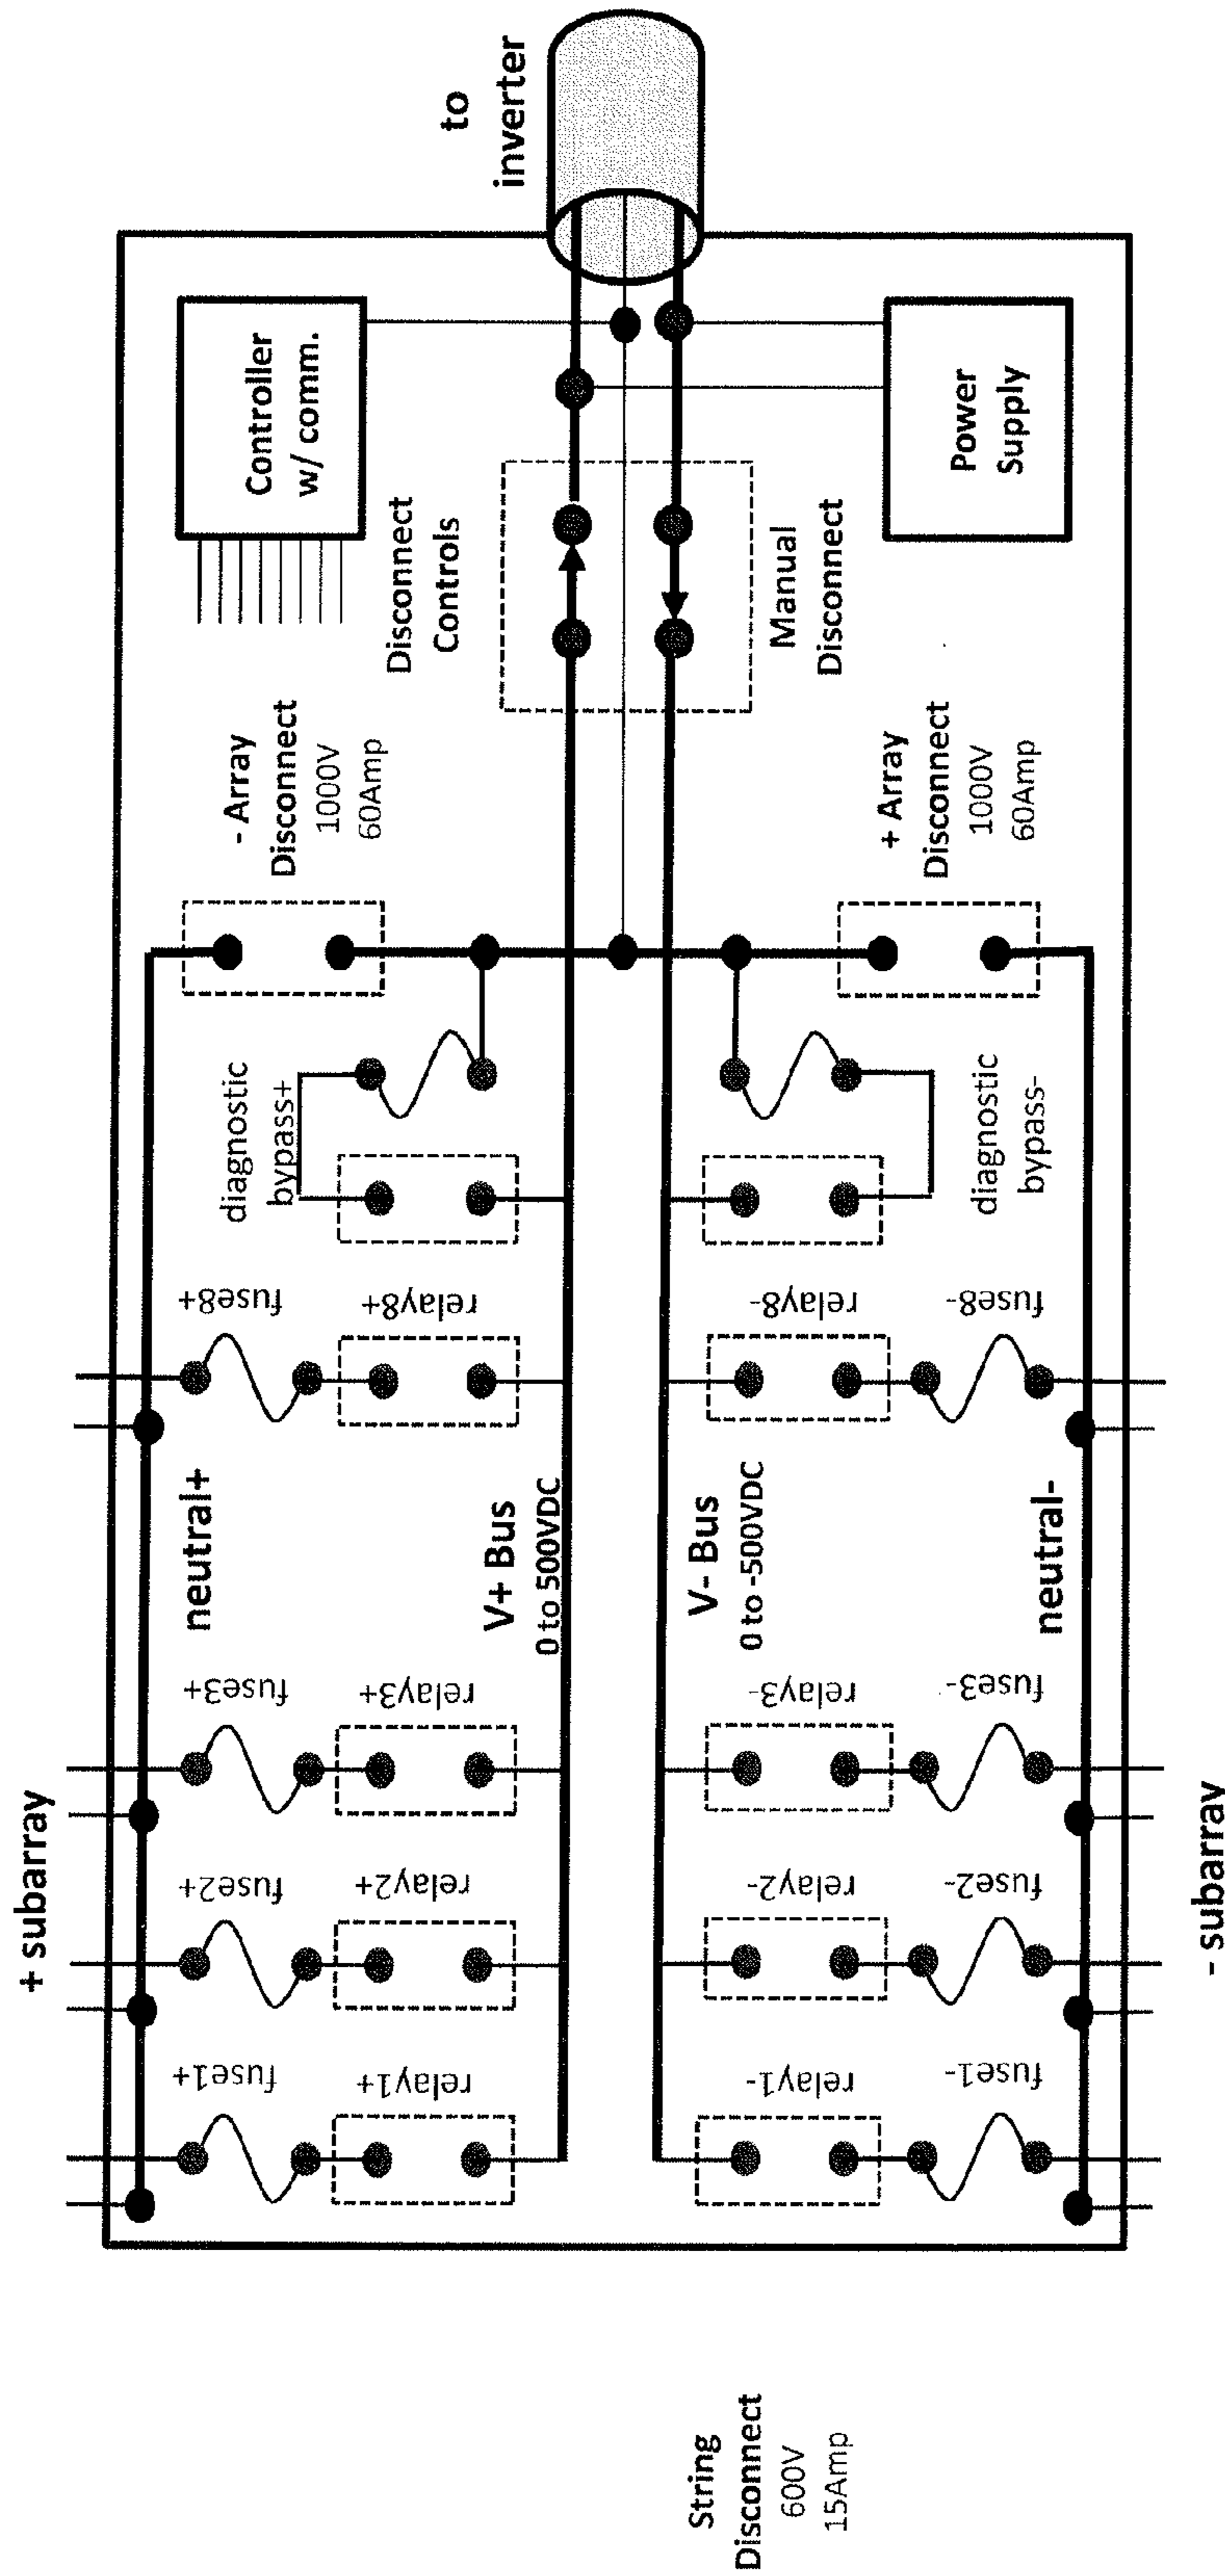 to
inverter
Controller
w/ comm.
Power
Supply
Disconnect
Controls
Manual
Disconnect
- Array
Disconnect
1000V
60Amp
+ Array
Disconnect
1000V
60Amp
diagnostic
bypass+
diagnostic
bypass-
fuse8+
relay8+
relay8-
fuse8-
neutral+
V+ Bus
0 to 500VDC
V- Bus
0 to -500VDC
neutral-
+ subarray
fuse3+
relay3+
relay3-
fuse3-
fuse2+
relay2+
relay2-
fuse2-
- subarray
fuse1+
relay1+
relay1-
fuse1-
String
Disconnect
600V
15Amp